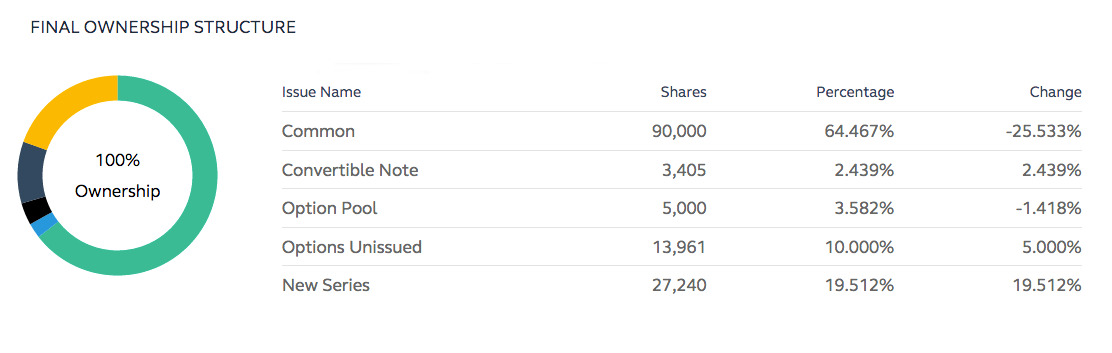 FINAL OWNERSHIP STRUCTURE
100%
Ownership
Issue Name Shares Percentage Change
Common 90,000 64.467% -25.533%
Convertible Note 3,405 2.439% 2.439%
Option Pool 5,000 3.582% -1.418%
Options Unissued 13,961 10.000% 5.000%
New Series 27,240 19.512% 19.512%